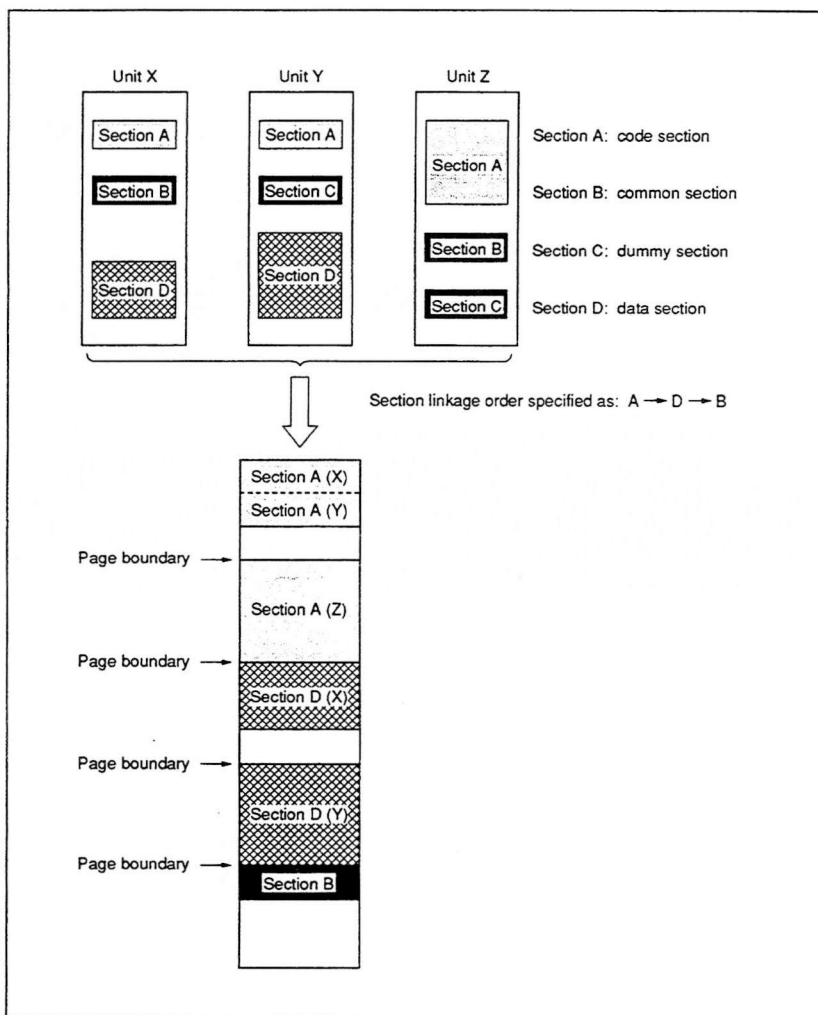 Unit X
Unit Y
Unit Z
Section A
Section A
Section A
Section B
Section C
Section B
Section D
Section D
Section C
Section A: code section
Section B: common section
Section C: dummy section
Section D: data section
Section linkage order specified as: A → D → B
Section A (X)
Section A (Y)
Page boundary →
Section A (Z)
Page boundary →
Section D (X)
Page boundary →
Section D (Y)
Page boundary →
Section B